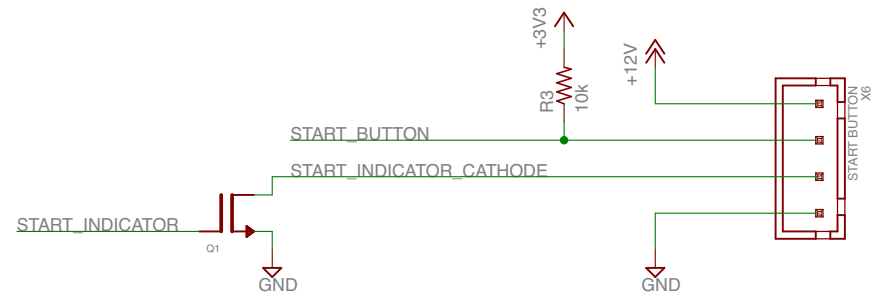 +3V3
+12V
R3
10k
X6
START BUTTON
START_BUTTON
START_INDICATOR_CATHODE
START_INDICATOR
Q1
GND
GND